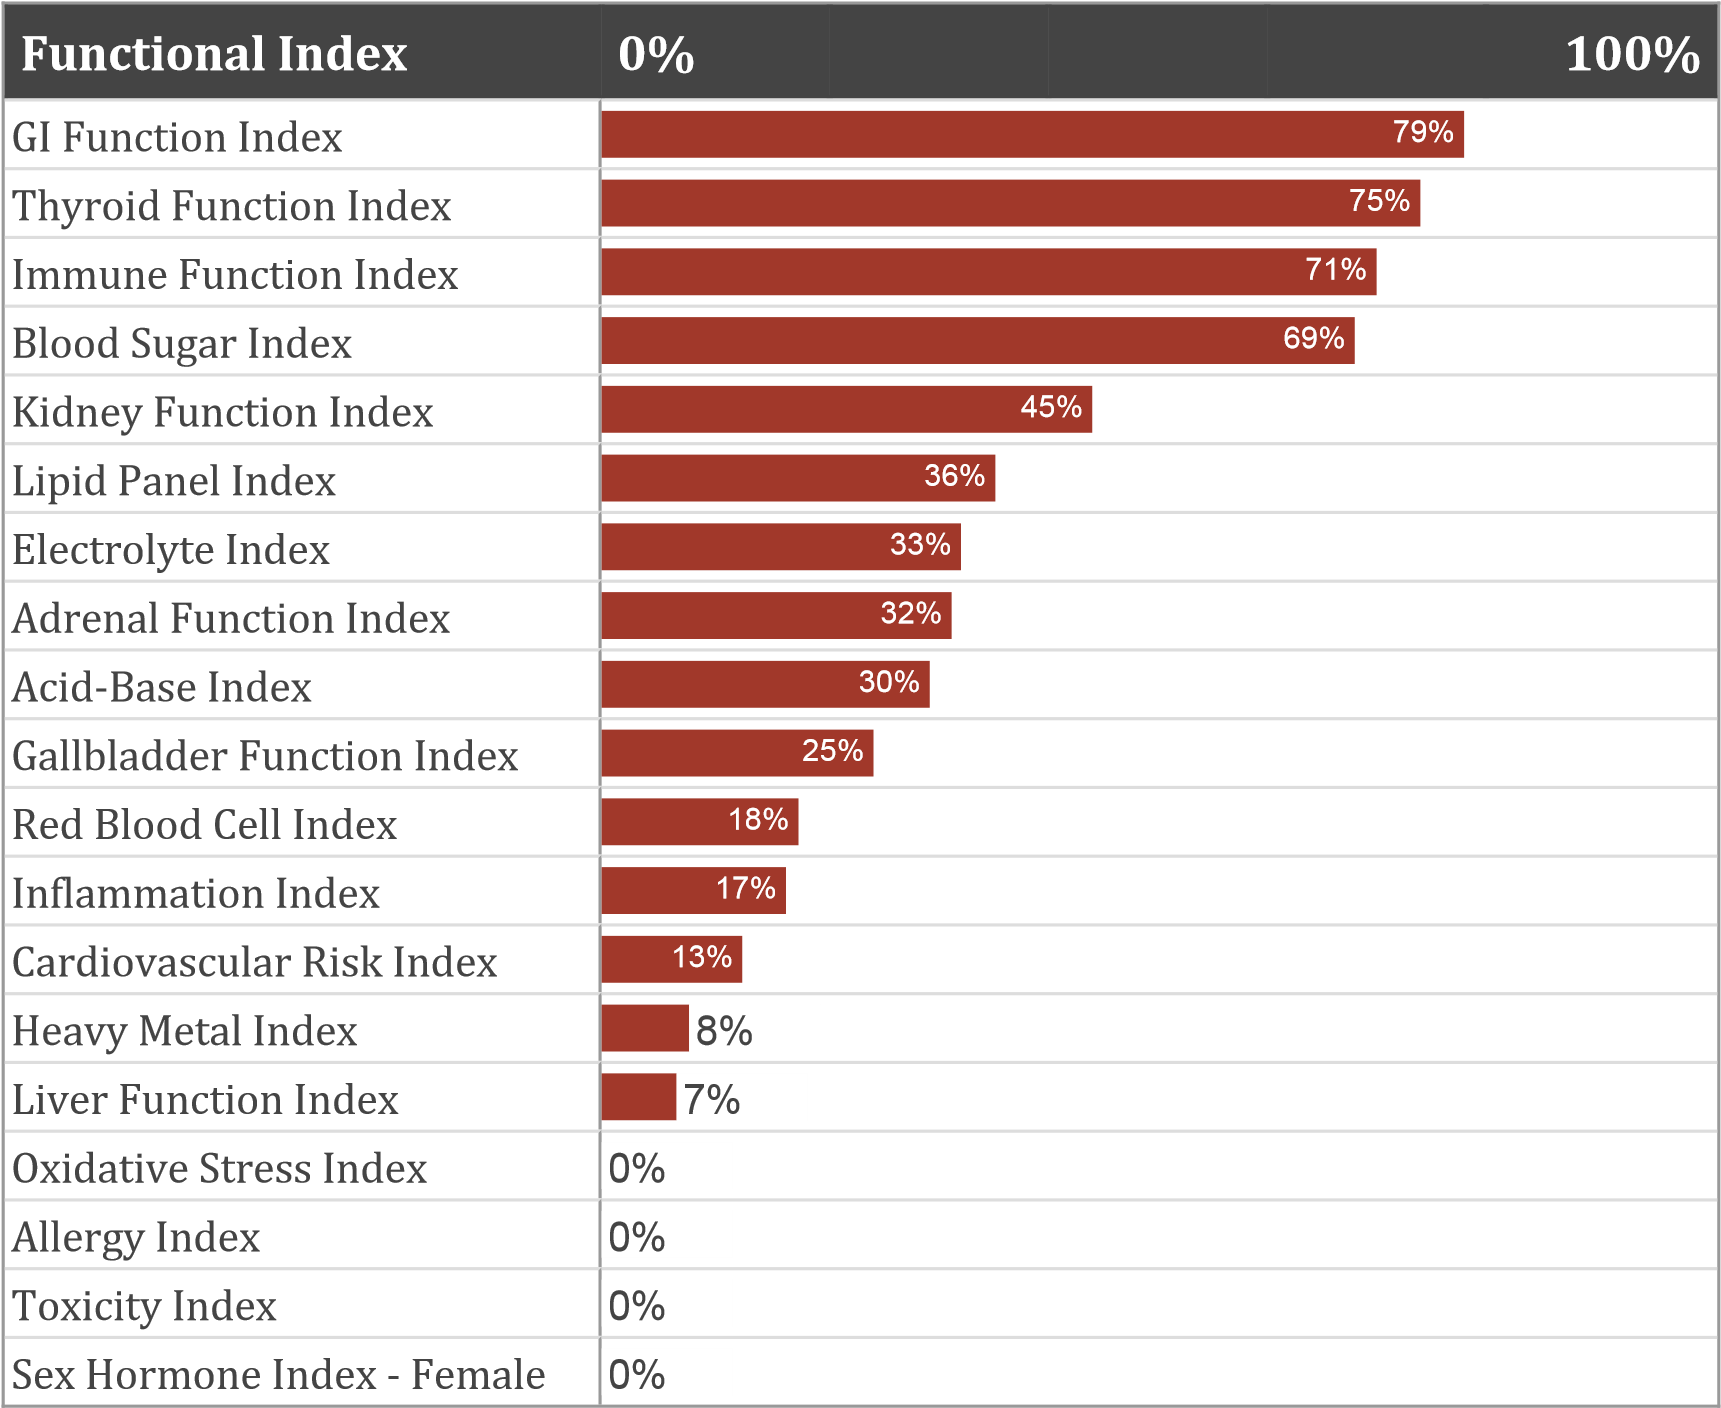 Functional Index 0% 100%
GI Function Index 79%
Thyroid Function Index 75%
Immune Function Index 71%
Blood Sugar Index 69%
Kidney Function Index 45%
Lipid Panel Index 36%
Electrolyte Index 33%
Adrenal Function Index 32%
Acid-Base Index 30%
Gallbladder Function Index 25%
Red Blood Cell Index 18%
Inflammation Index 17%
Cardiovascular Risk Index 13%
Heavy Metal Index 8%
Liver Function Index 7%
Oxidative Stress Index 0%
Allergy Index 0%
Toxicity Index 0%
Sex Hormone Index - Female 0%